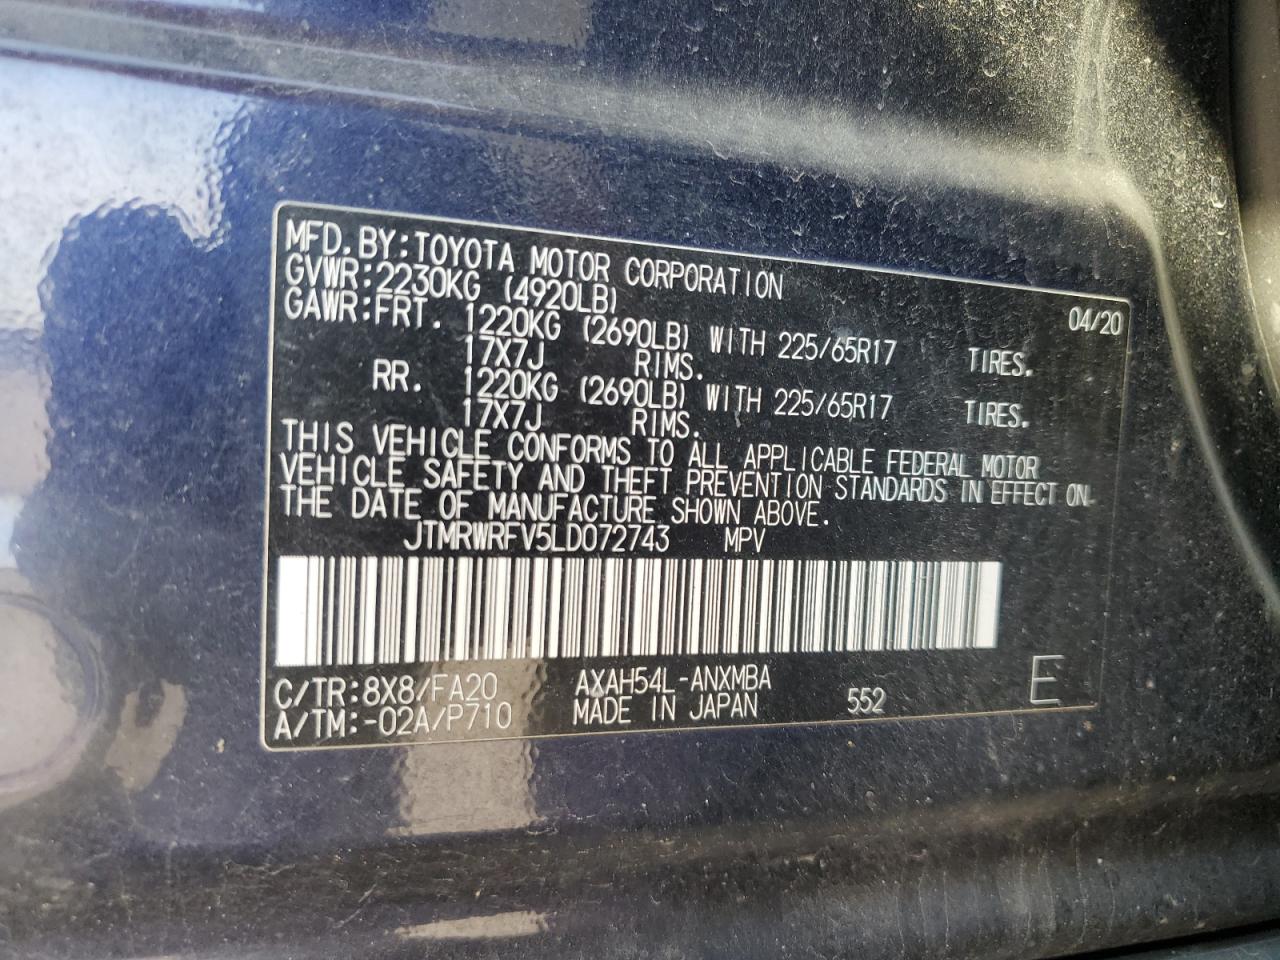 MFD. BY: TOYOTA MOTOR CORPORATION 04/20
GVWR: 2230KG (4920LB)
GAWR: FRT. 1220KG (2690LB) WITH 225/65R17 TIRES.
17X7J RIMS.
RR. 1220KG (2690LB) WITH 225/65R17 TIRES.
17X7J RIMS.
THIS VEHICLE CONFORMS TO ALL APPLICABLE FEDERAL MOTOR
VEHICLE SAFETY AND THEFT PREVENTION STANDARDS IN EFFECT ON
THE DATE OF MANUFACTURE SHOWN ABOVE.
JTMRWRFV5LD072743 MPV
C/TR: 8X8/FA20 AXAH54L-ANXMBA
A/TM: -02A/P710 MADE IN JAPAN 552 E